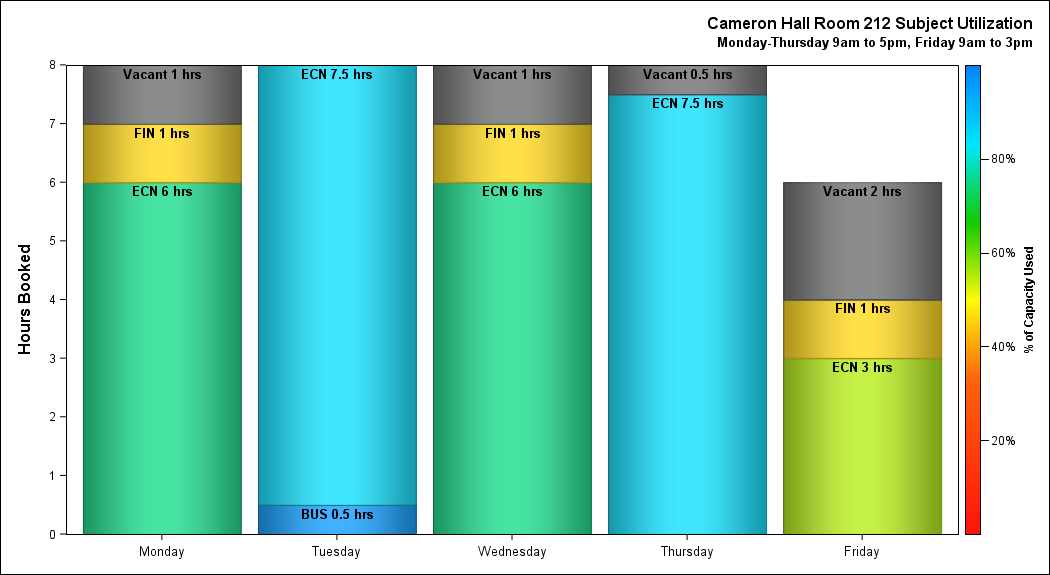 Cameron Hall Room 212 Subject Utilization
Monday-Thursday 9am to 5pm, Friday 9am to 3pm
Hours Booked
8
7
6
5
4
3
2
1
0
Vacant 1 hrs
FIN 1 hrs
ECN 6 hrs
ECN 7.5 hrs
BUS 0.5 hrs
Vacant 1 hrs
FIN 1 hrs
ECN 6 hrs
Vacant 0.5 hrs
ECN 7.5 hrs
Vacant 2 hrs
FIN 1 hrs
ECN 3 hrs
Monday
Tuesday
Wednesday
Thursday
Friday
80%
60%
40%
20%
% of Capacity Used